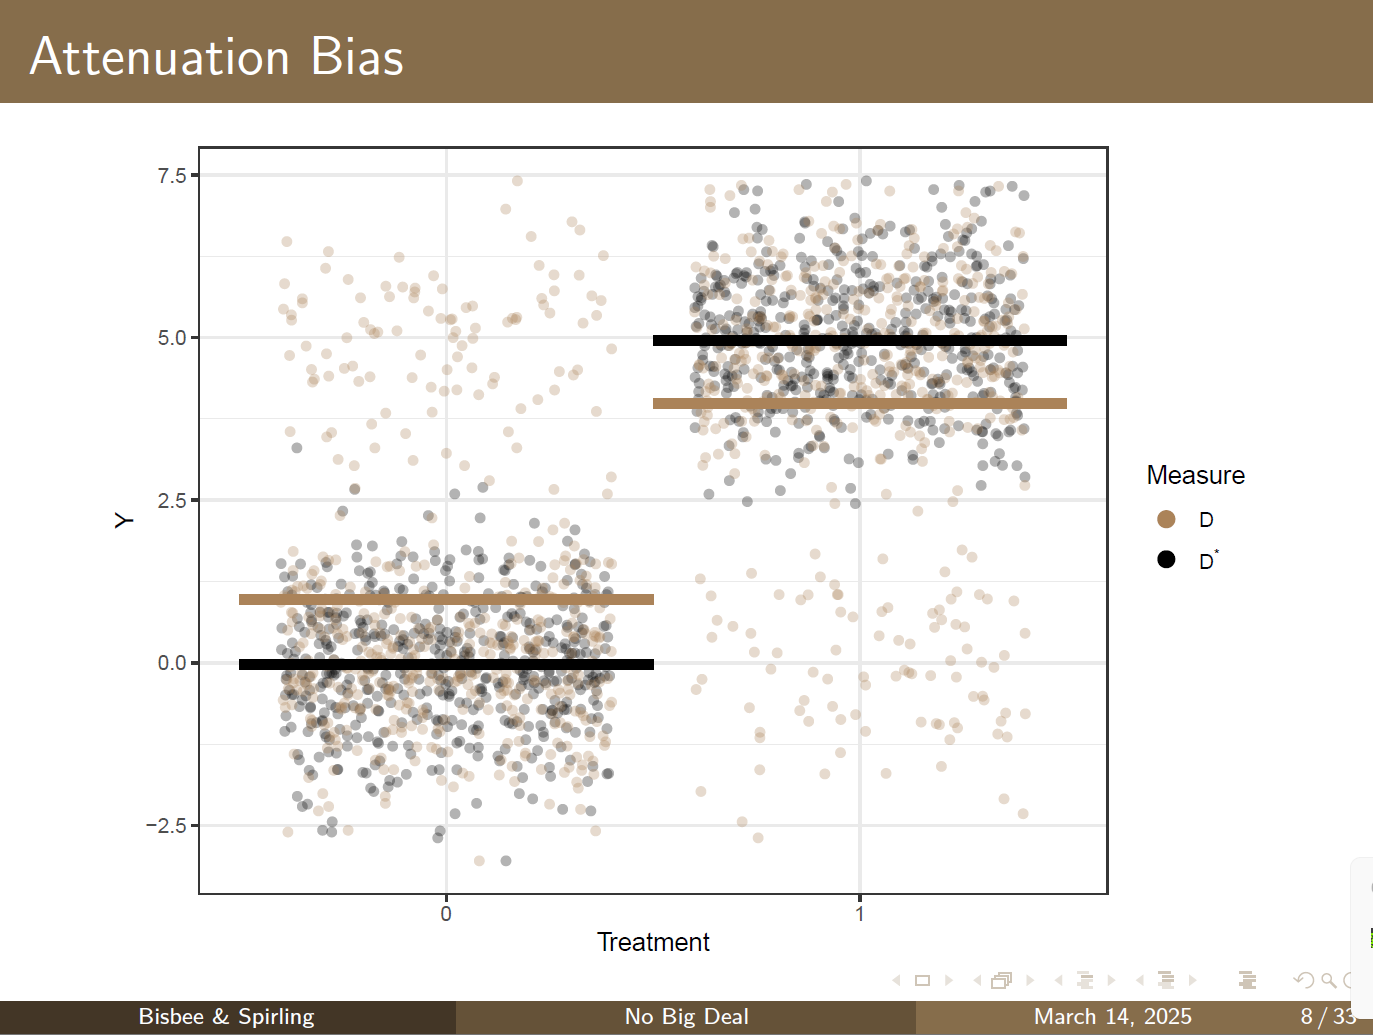 Attenuation Bias
7.5
5.0
2.5
0.0
−2.5
Y
0
1
Treatment
Measure
D
D*
Bisbee & Spirling
No Big Deal
March 14, 2025
8 / 33